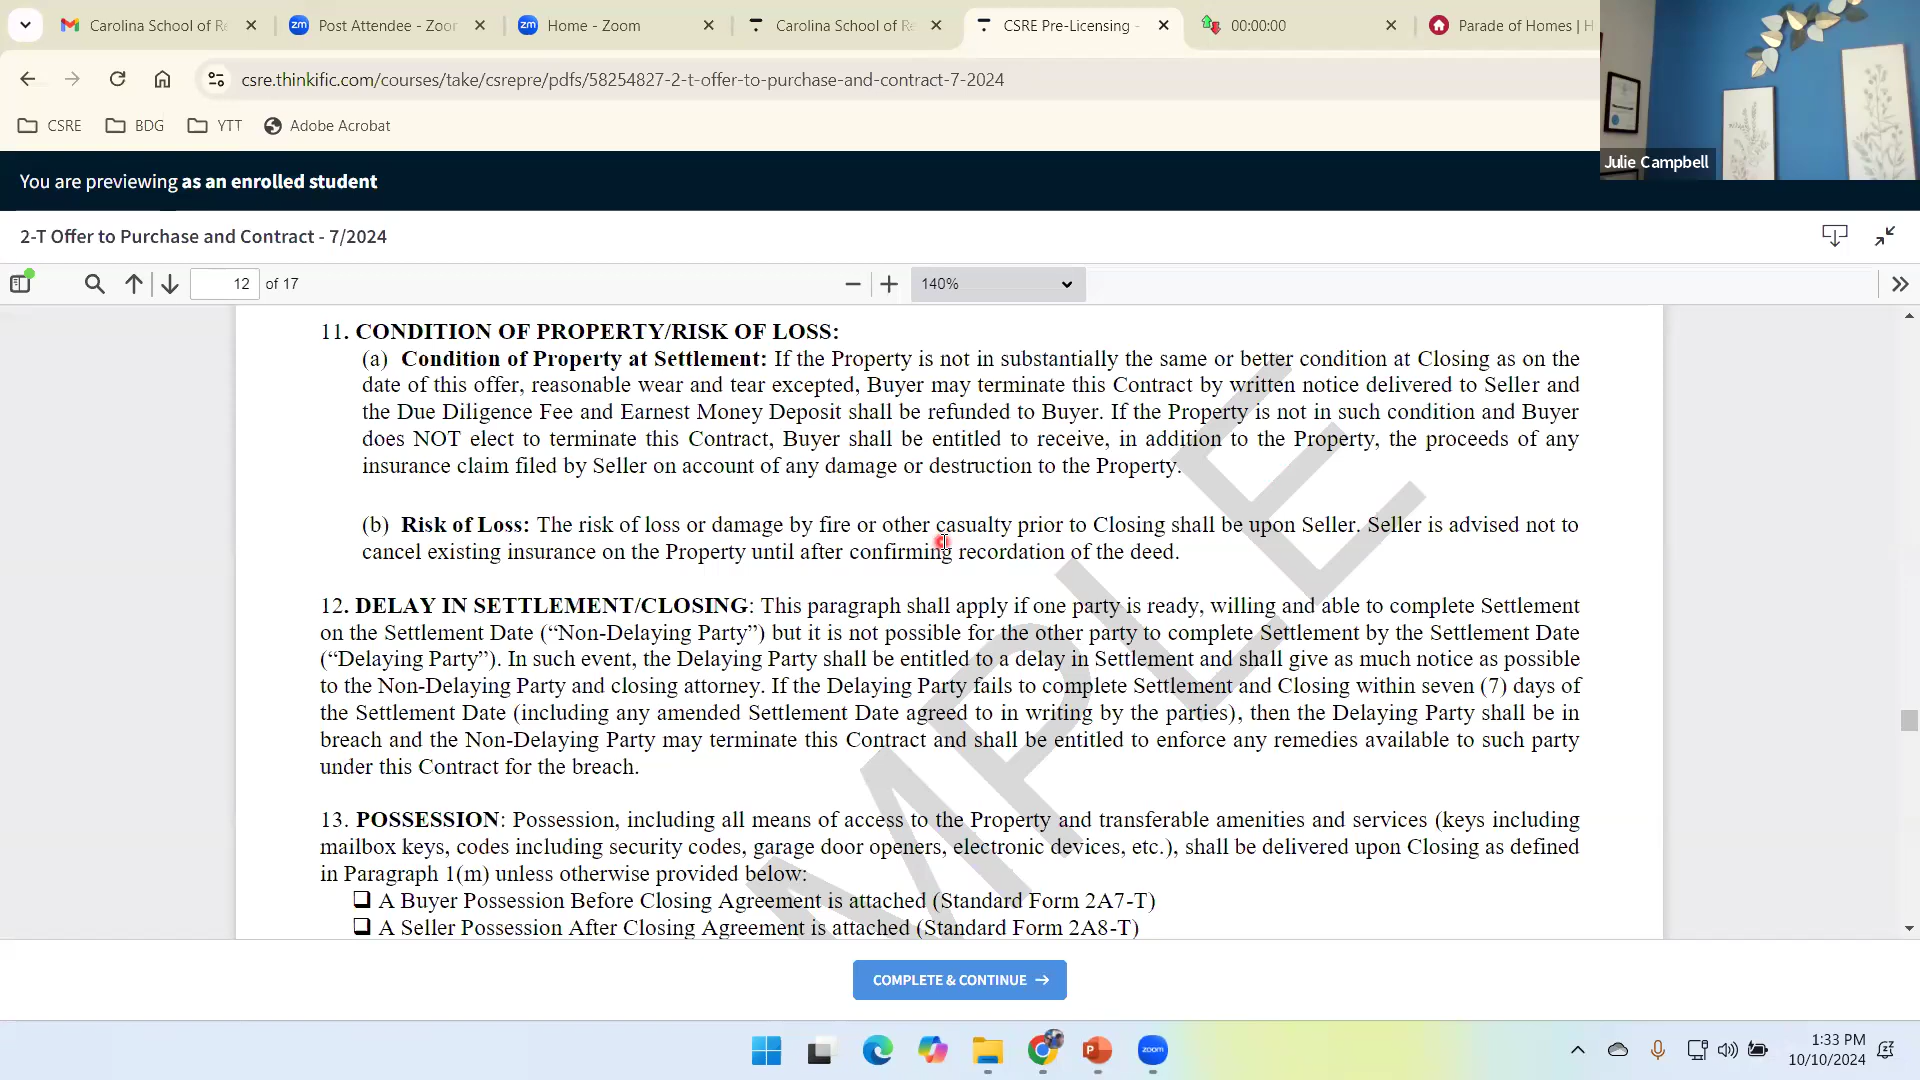 Carolina School of Re
Post Attendee - Zoom
Home - Zoom
Carolina School of Re
CSRE Pre-Licensing -
00:00:00
Parade of Homes | H
csre.thinkific.com/courses/take/csrepre/pdfs/58254827-2-t-offer-to-purchase-and-contract-7-2024
CSRE
BDG
YTT
Adobe Acrobat
Julie Campbell
You are previewing as an enrolled student
2-T Offer to Purchase and Contract - 7/2024
12 of 17
140%
11. CONDITION OF PROPERTY/RISK OF LOSS:
(a) Condition of Property at Settlement: If the Property is not in substantially the same or better condition at Closing as on the
date of this offer, reasonable wear and tear excepted, Buyer may terminate this Contract by written notice delivered to Seller and
the Due Diligence Fee and Earnest Money Deposit shall be refunded to Buyer. If the Property is not in such condition and Buyer
does NOT elect to terminate this Contract, Buyer shall be entitled to receive, in addition to the Property, the proceeds of any
insurance claim filed by Seller on account of any damage or destruction to the Property.
(b) Risk of Loss: The risk of loss or damage by fire or other casualty prior to Closing shall be upon Seller. Seller is advised not to
cancel existing insurance on the Property until after confirming recordation of the deed.
12. DELAY IN SETTLEMENT/CLOSING: This paragraph shall apply if one party is ready, willing and able to complete Settlement
on the Settlement Date (“Non-Delaying Party”) but it is not possible for the other party to complete Settlement by the Settlement Date
(“Delaying Party”). In such event, the Delaying Party shall be entitled to a delay in Settlement and shall give as much notice as possible
to the Non-Delaying Party and closing attorney. If the Delaying Party fails to complete Settlement and Closing within seven (7) days of
the Settlement Date (including any amended Settlement Date agreed to in writing by the parties), then the Delaying Party shall be in
breach and the Non-Delaying Party may terminate this Contract and shall be entitled to enforce any remedies available to such party
under this Contract for the breach.
13. POSSESSION: Possession, including all means of access to the Property and transferable amenities and services (keys including
mailbox keys, codes including security codes, garage door openers, electronic devices, etc.), shall be delivered upon Closing as defined
in Paragraph 1(m) unless otherwise provided below:
❑ A Buyer Possession Before Closing Agreement is attached (Standard Form 2A7-T)
❑ A Seller Possession After Closing Agreement is attached (Standard Form 2A8-T)
MPLE
COMPLETE & CONTINUE →
zoom
1:33 PM
10/10/2024